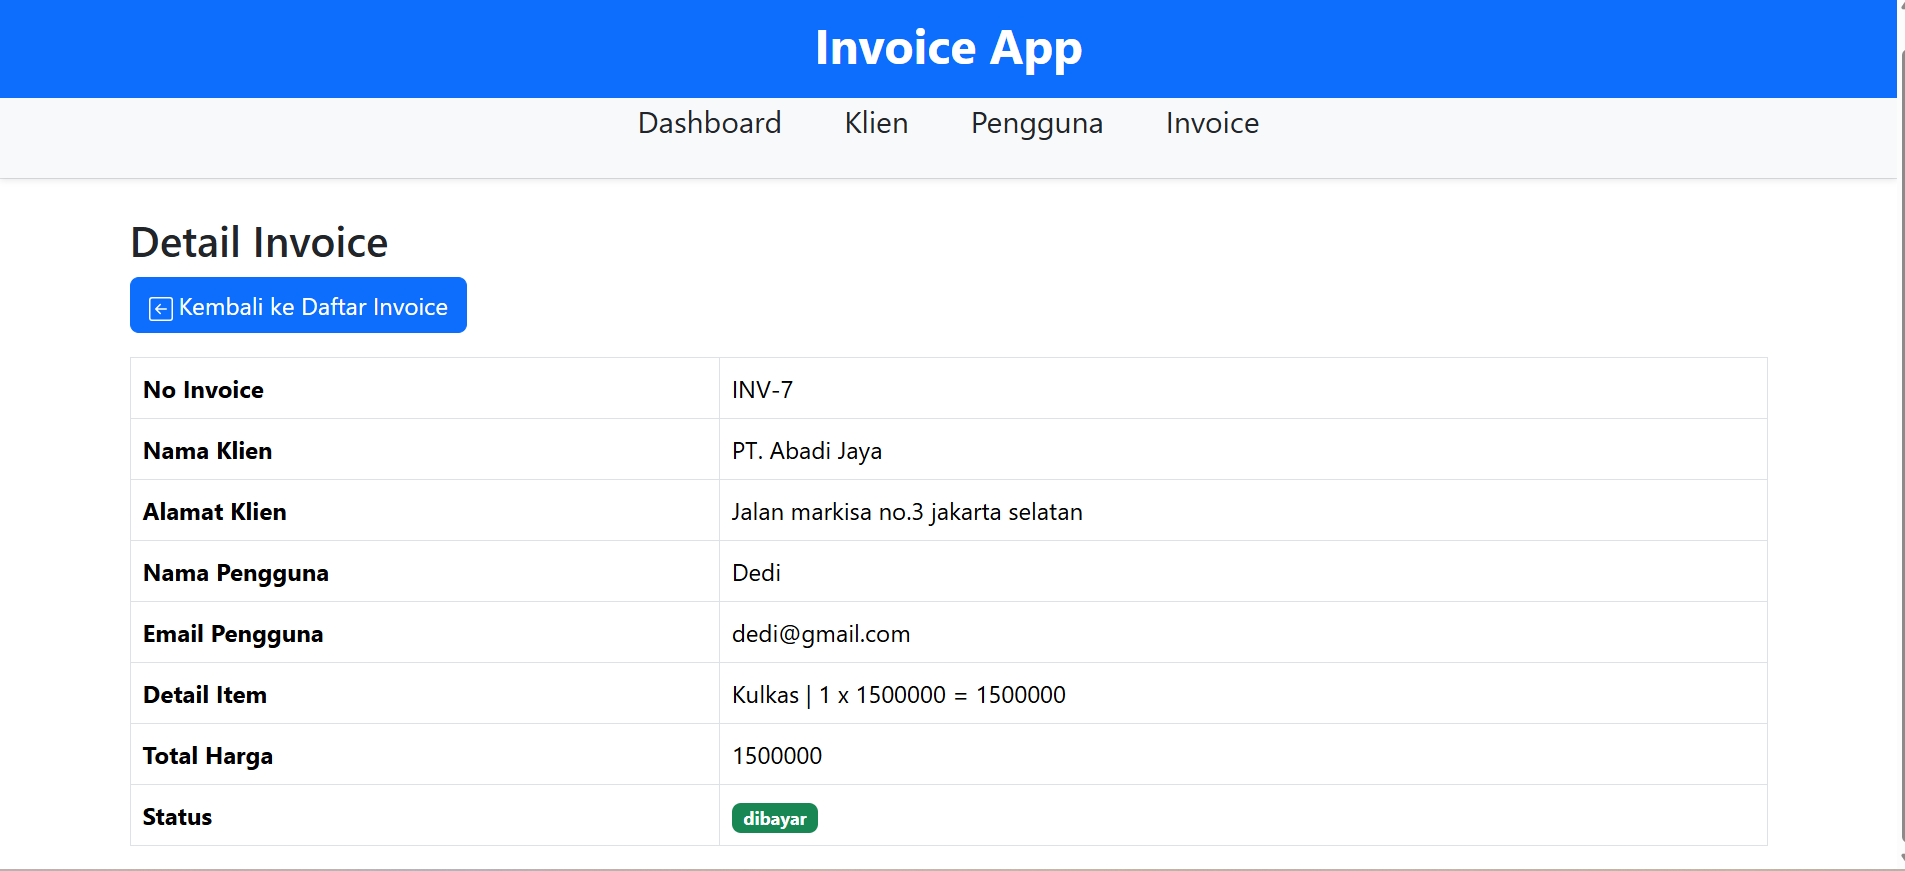 Invoice App
Dashboard Klien Pengguna Invoice
Detail Invoice
Kembali ke Daftar Invoice
No Invoice INV-7
Nama Klien PT. Abadi Jaya
Alamat Klien Jalan markisa no.3 jakarta selatan
Nama Pengguna Dedi
Email Pengguna dedi@gmail.com
Detail Item Kulkas | 1 x 1500000 = 1500000
Total Harga 1500000
Status dibayar